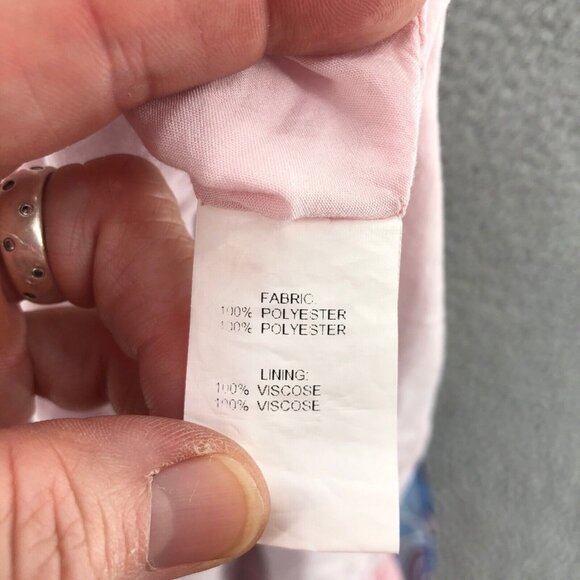 FABRIC:
100% POLYESTER
100% POLYESTER
LINING:
100% VISCOSE
100% VISCOSE